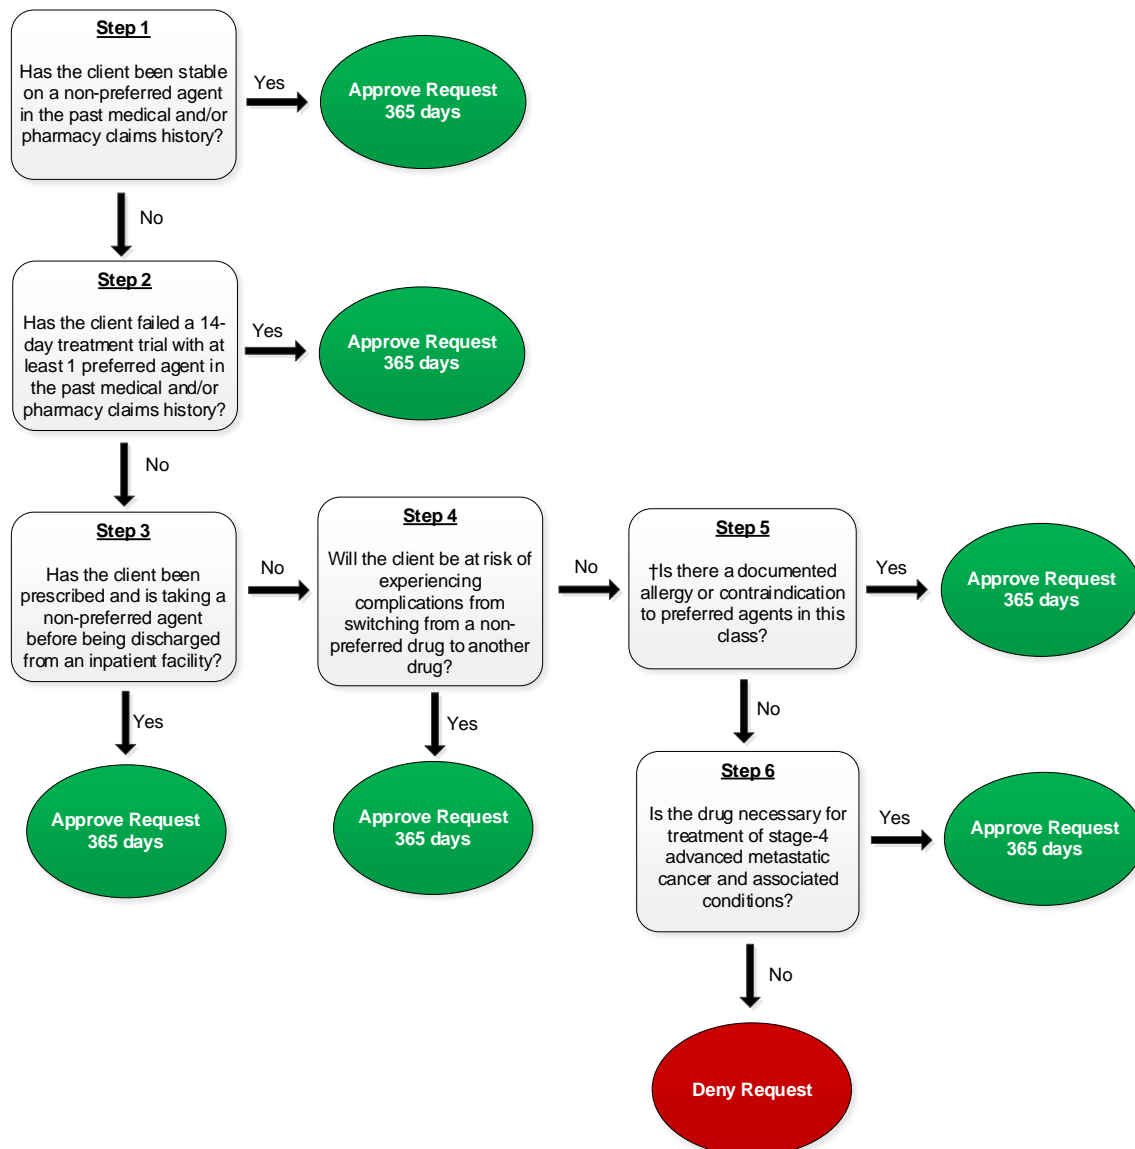 Step 1
Has the client been stable
on a non-preferred agent
in the past medical and/or
pharmacy claims history?
Yes
Approve Request
365 days
No
Step 2
Has the client failed a 14-
day treatment trial with at
least 1 preferred agent in
the past medical and/or
pharmacy claims history?
Yes
Approve Request
365 days
No
Step 3
Has the client been
prescribed and is taking a
non-preferred agent
before being discharged
from an inpatient facility?
No
Yes
Approve Request
365 days
Step 4
Will the client be at risk of
experiencing
complications from
switching from a non-
preferred drug to another
drug?
No
Yes
Approve Request
365 days
Step 5
†Is there a documented
allergy or contraindication
to preferred agents in this
class?
Yes
Approve Request
365 days
No
Step 6
Is the drug necessary for
treatment of stage-4
advanced metastatic
cancer and associated
conditions?
Yes
Approve Request
365 days
No
Deny Request